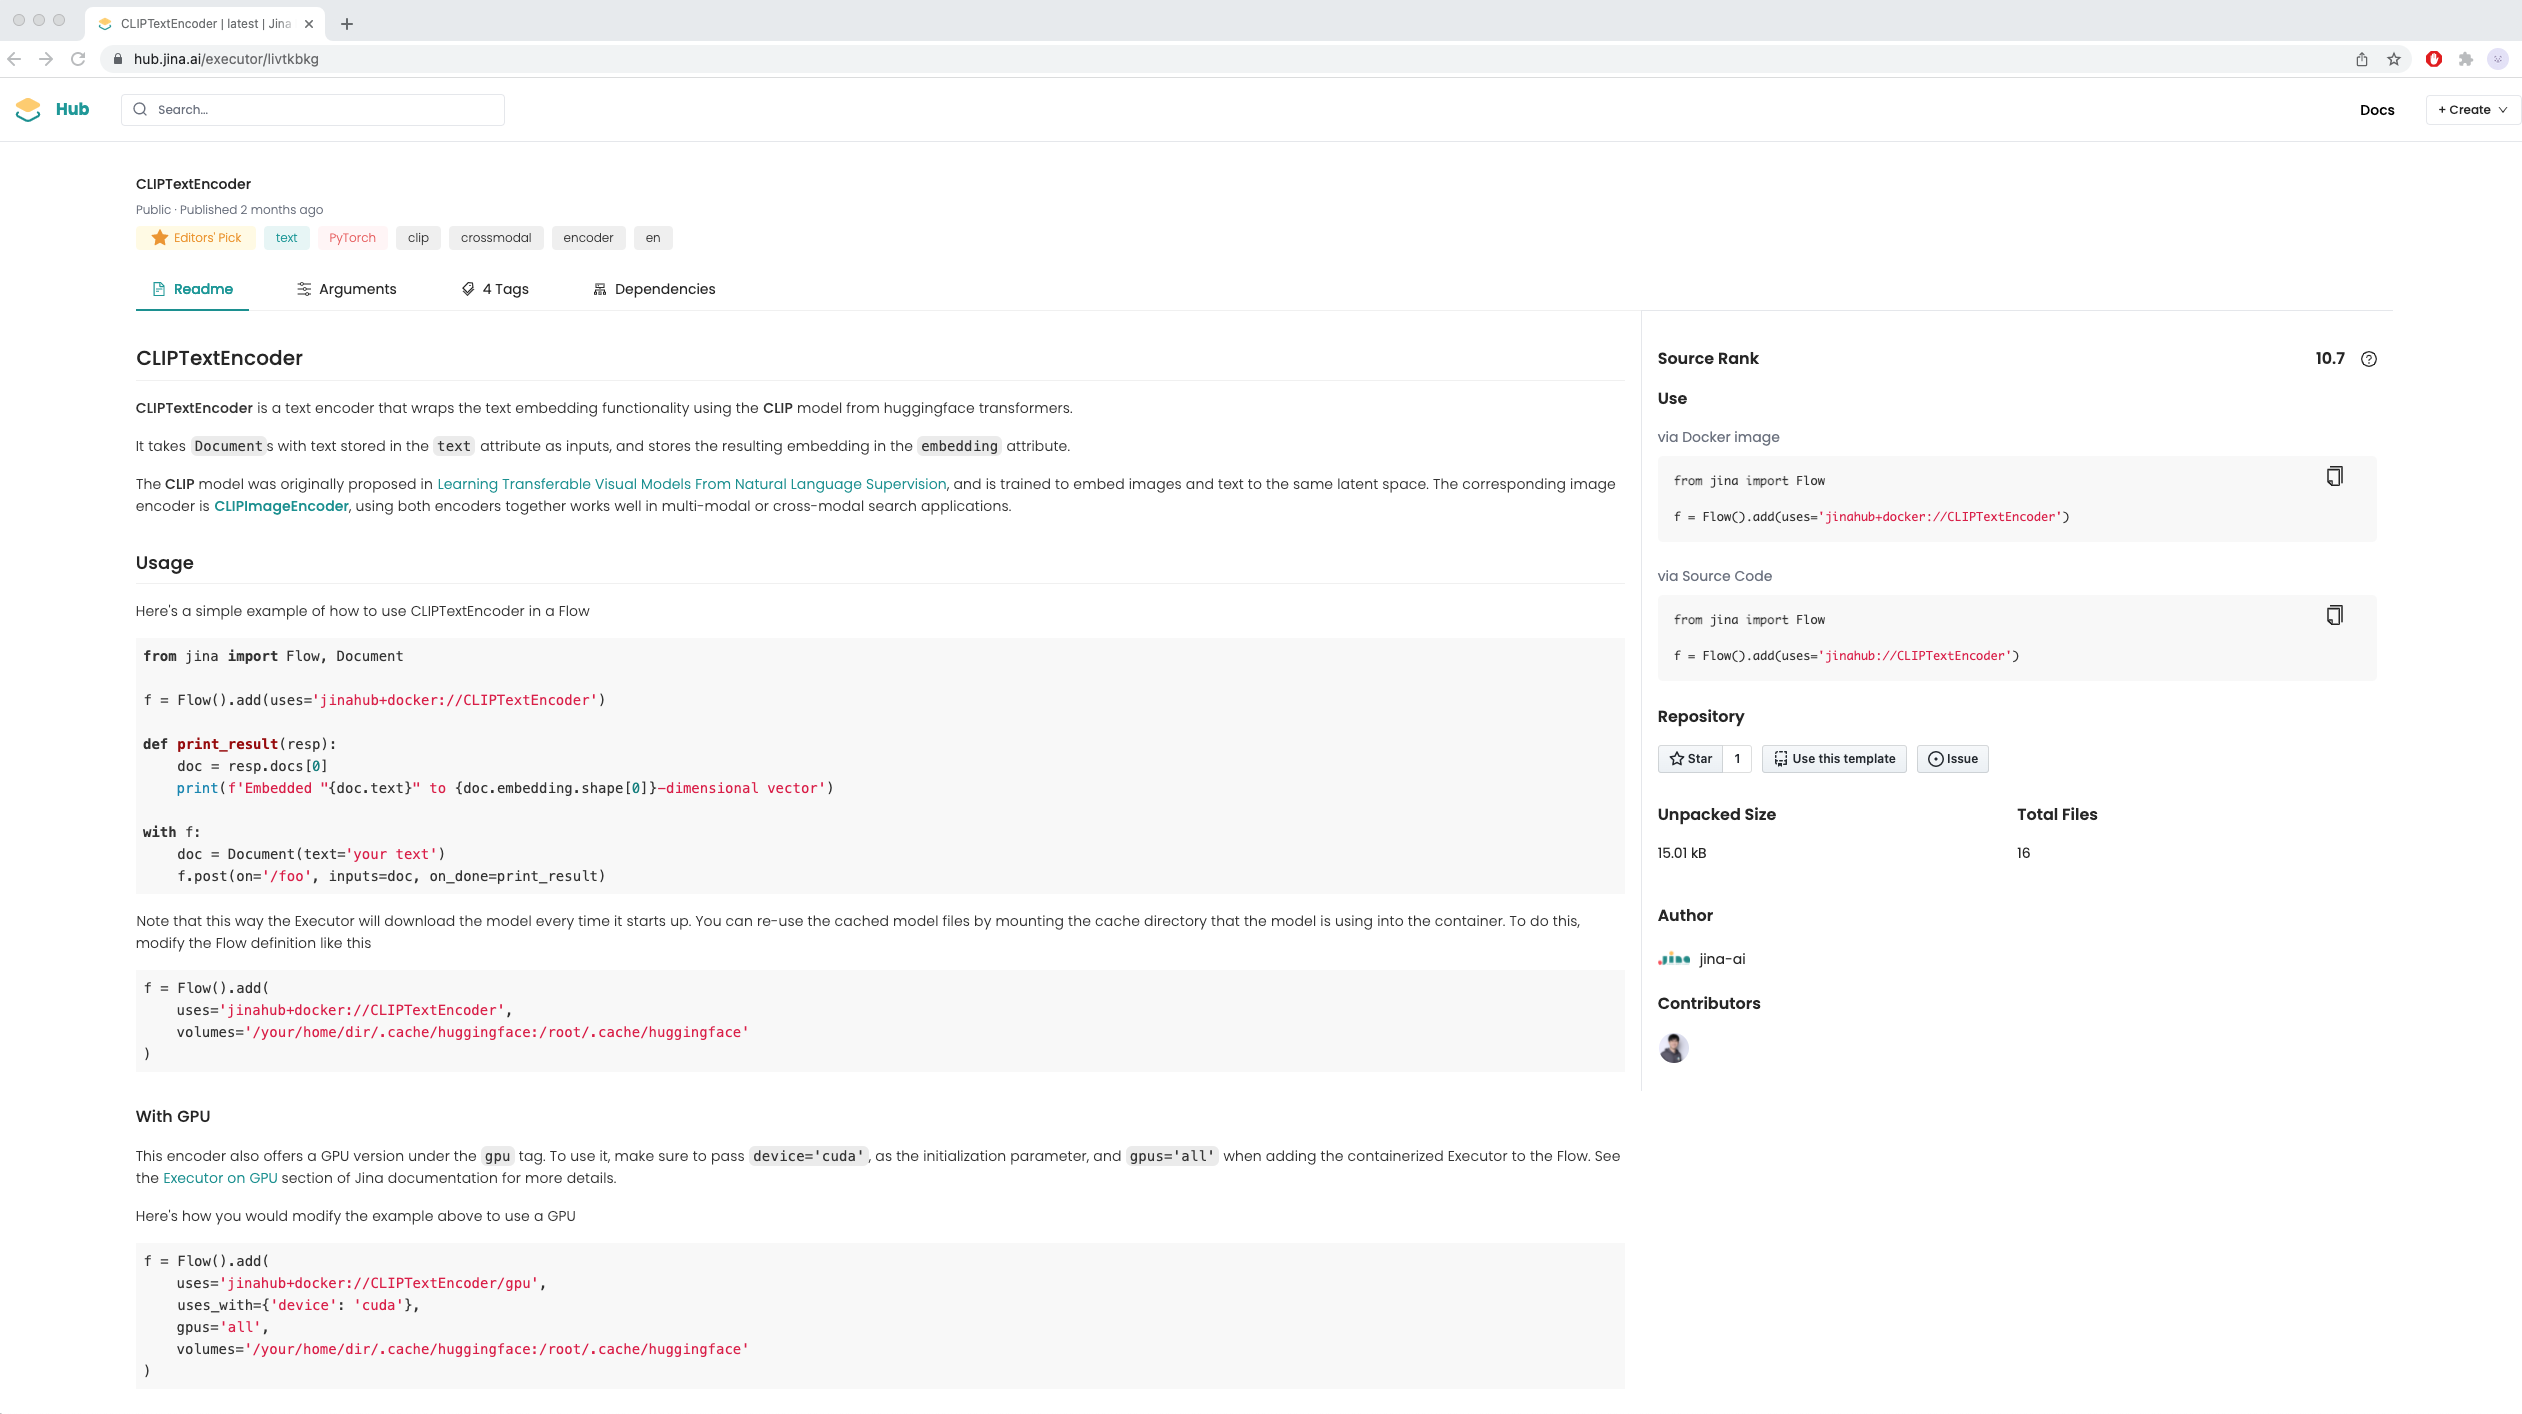 CLIPTextEncoder | latest | Jina
hub.jina.ai/executor/livtkbkg
Hub
Search...
Docs
+ Create
CLIPTextEncoder
Public · Published 2 months ago
Editors' Pick text PyTorch clip crossmodal encoder en
Readme Arguments 4 Tags Dependencies
CLIPTextEncoder
CLIPTextEncoder is a text encoder that wraps the text embedding functionality using the CLIP model from huggingface transformers.
It takes Documents with text stored in the text attribute as inputs, and stores the resulting embedding in the embedding attribute.
The CLIP model was originally proposed in Learning Transferable Visual Models From Natural Language Supervision, and is trained to embed images and text to the same latent space. The corresponding image
encoder is CLIPImageEncoder, using both encoders together works well in multi-modal or cross-modal search applications.
Usage
Here's a simple example of how to use CLIPTextEncoder in a Flow
from jina import Flow, Document
f = Flow().add(uses='jinahub+docker://CLIPTextEncoder')
def print_result(resp):
    doc = resp.docs[0]
    print(f'Embedded "{doc.text}" to {doc.embedding.shape[0]}-dimensional vector')
with f:
    doc = Document(text='your text')
    f.post(on='/foo', inputs=doc, on_done=print_result)
Note that this way the Executor will download the model every time it starts up. You can re-use the cached model files by mounting the cache directory that the model is using into the container. To do this,
modify the Flow definition like this
f = Flow().add(
    uses='jinahub+docker://CLIPTextEncoder',
    volumes='/your/home/dir/.cache/huggingface:/root/.cache/huggingface'
)
With GPU
This encoder also offers a GPU version under the gpu tag. To use it, make sure to pass device='cuda', as the initialization parameter, and gpus='all' when adding the containerized Executor to the Flow. See
the Executor on GPU section of Jina documentation for more details.
Here's how you would modify the example above to use a GPU
f = Flow().add(
    uses='jinahub+docker://CLIPTextEncoder/gpu',
    uses_with={'device': 'cuda'},
    gpus='all',
    volumes='/your/home/dir/.cache/huggingface:/root/.cache/huggingface'
)
Source Rank 10.7
Use
via Docker image
from jina import Flow
f = Flow().add(uses='jinahub+docker://CLIPTextEncoder')
via Source Code
from jina import Flow
f = Flow().add(uses='jinahub://CLIPTextEncoder')
Repository
Star 1 Use this template Issue
Unpacked Size Total Files
15.01 kB 16
Author
jina jina-ai
Contributors